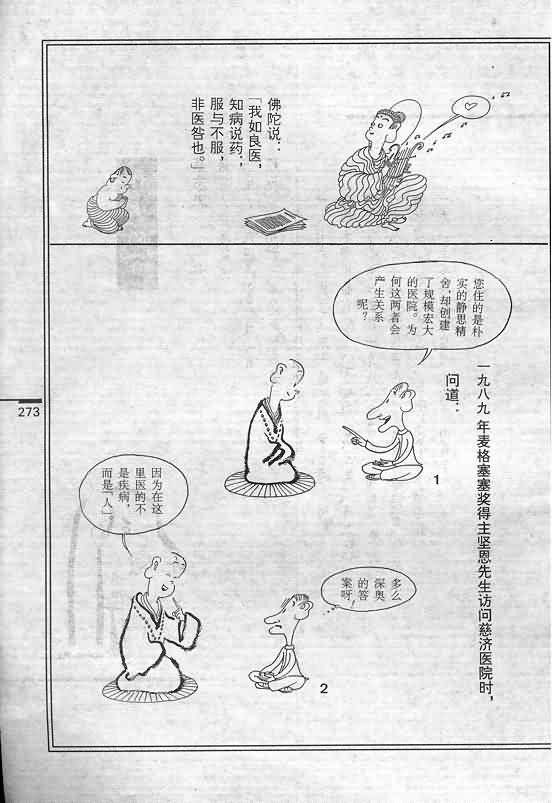 佛陀说：
「我如良医，
知病说药；
服与不服，
非医咎也。」
一九八九年麦格塞塞奖得主坚恩先生访问慈济医院时，
问道：
您住的是朴
实的静思精
舍，却创建
了规模宏大
的医院。为
何这两者会
产生关系
呢？
1
因为在这
里医的不
是疾病，
而是「人」
多么
深奥
的答
案呀！
2
273